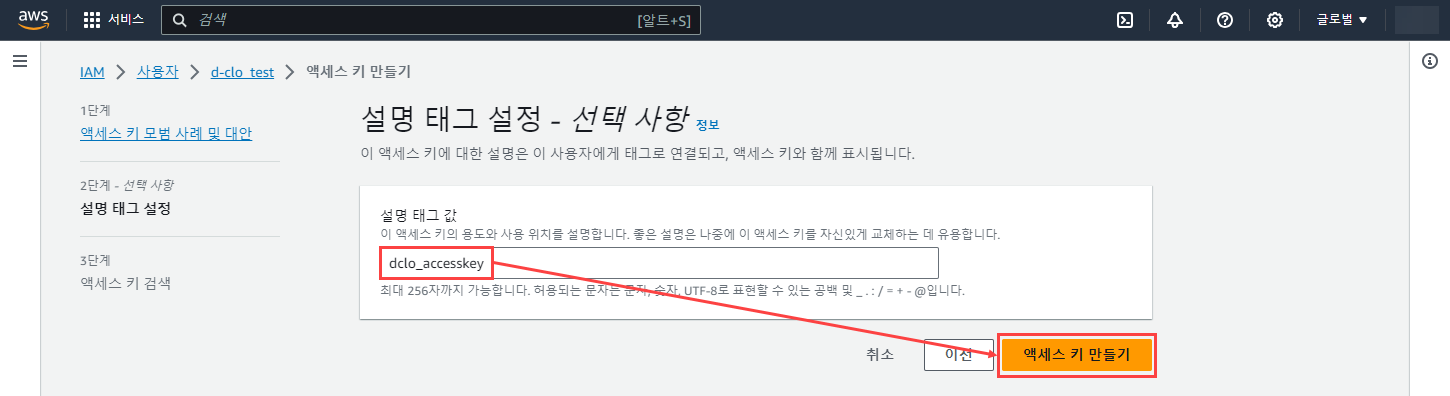 aws
서비스
검색
[알트+S]
글로벌
IAM > 사용자 > d-clo_test > 액세스 키 만들기
1단계
액세스 키 모범 사례 및 대안
2단계 - 선택 사항
설명 태그 설정
3단계
액세스 키 검색
설명 태그 설정 - 선택 사항 정보
이 액세스 키에 대한 설명은 이 사용자에게 태그로 연결되고, 액세스 키와 함께 표시됩니다.
설명 태그 값
이 액세스 키의 용도와 사용 위치를 설명합니다. 좋은 설명은 나중에 이 액세스 키를 자신있게 교체하는 데 유용합니다.
dclo_accesskey
최대 256자까지 가능합니다. 허용되는 문자는 문자, 숫자, UTF-8로 표현할 수 있는 공백 및 _ . : / = + - @입니다.
취소
이전
액세스 키 만들기